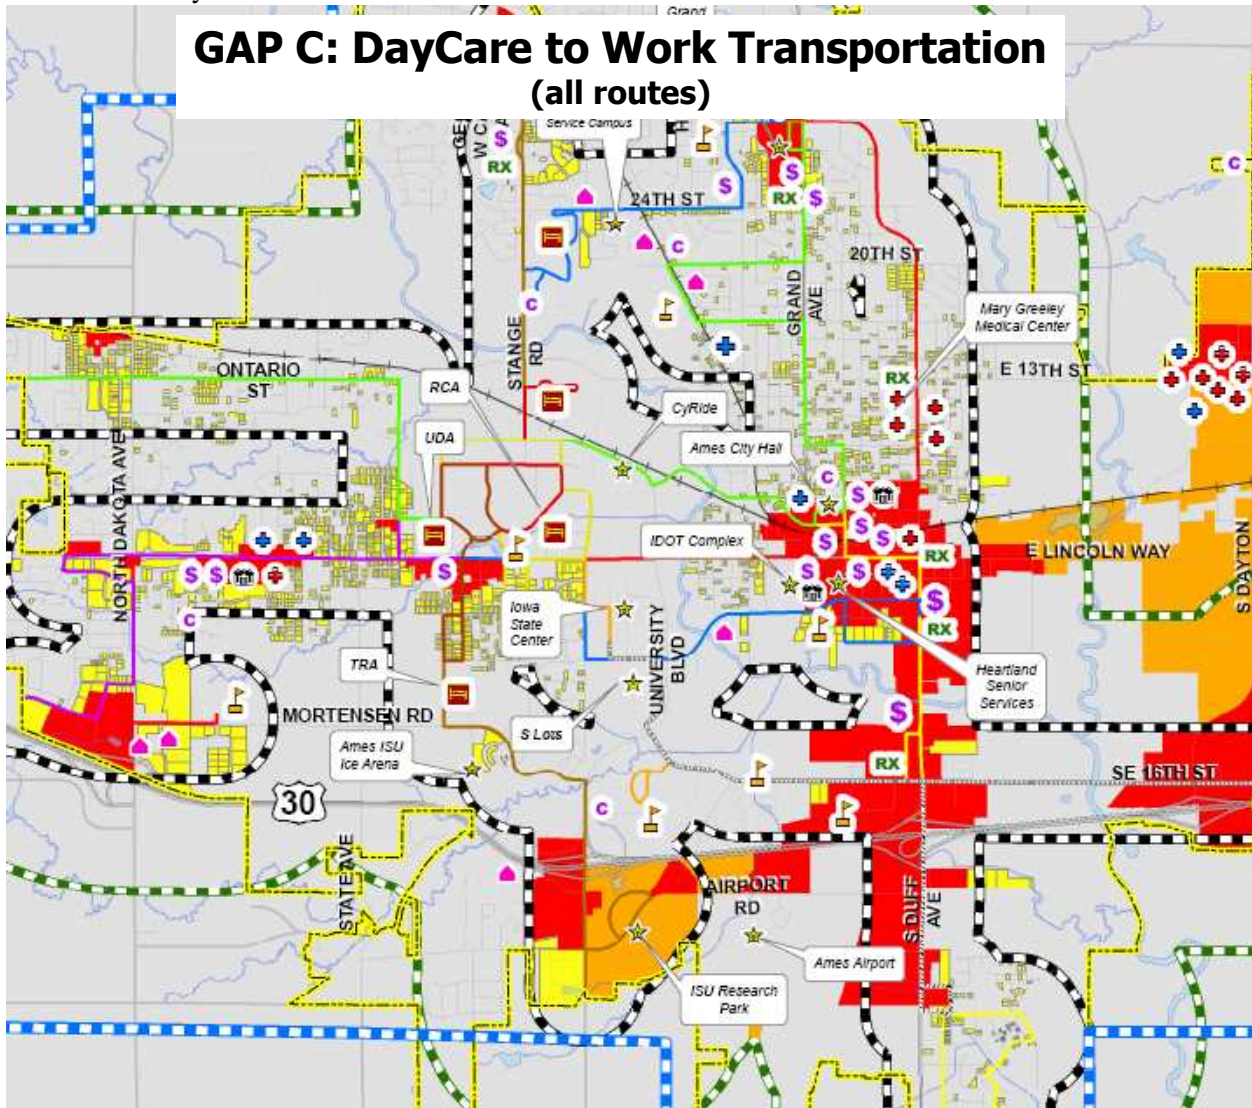 Grand
GAP C: DayCare to Work Transportation
(all routes)
Service Campus
W
$
RX
$
$
$
RX
C
24TH ST
C
20TH ST
GRAND
AVE
C
STANGE
RD
Mary Greeley
Medical Center
ONTARIO
ST
RCA
RX
E 13TH ST
CyRide
UDA
Ames City Hall
NORTH DAKOTA AVE
C
$
$
$
$
IDOT Complex
RX
E LINCOLN WAY
S DAYTON
$
$
$
$
$
$
RX
C
Iowa
State
Center
UNIVERSITY
BLVD
TRA
Heartland
Senior
Services
MORTENSEN RD
S Lots
$
Ames ISU
Ice Arena
RX
SE 16TH ST
30
C
STATE AVE
AIRPORT
RD
S DUFF
AVE
Ames Airport
ISU Research
Park